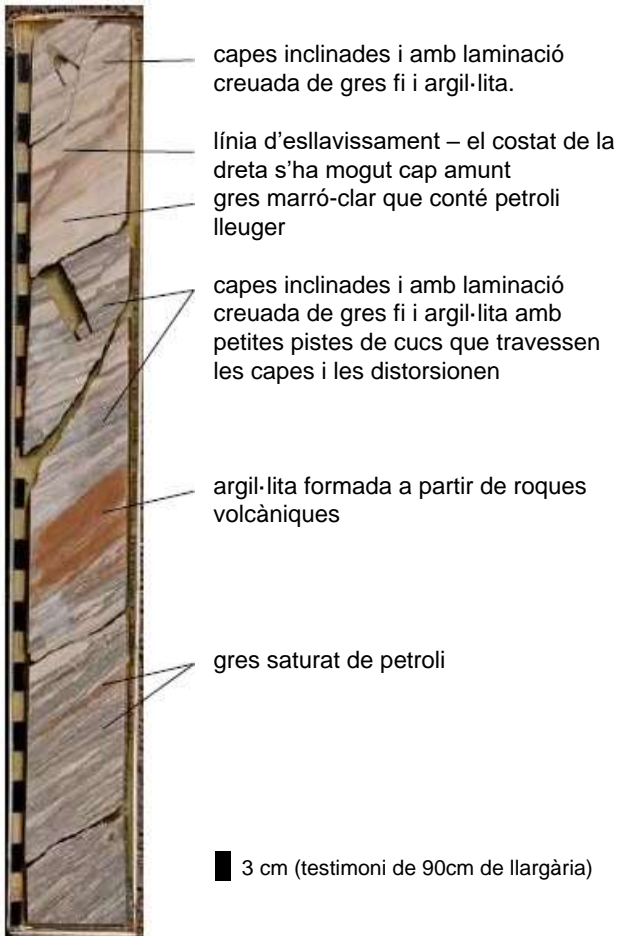 capes inclinades i amb laminació
creuada de gres fi i argil·lita.
línia d'esllavissament – el costat de la
dreta s'ha mogut cap amunt
gres marró-clar que conté petroli
lleuger
capes inclinades i amb laminació
creuada de gres fi i argil·lita amb
petites pistes de cucs que travessen
les capes i les distorsionen
argil·lita formada a partir de roques
volcàniques
gres saturat de petroli
3 cm (testimoni de 90cm de llargària)